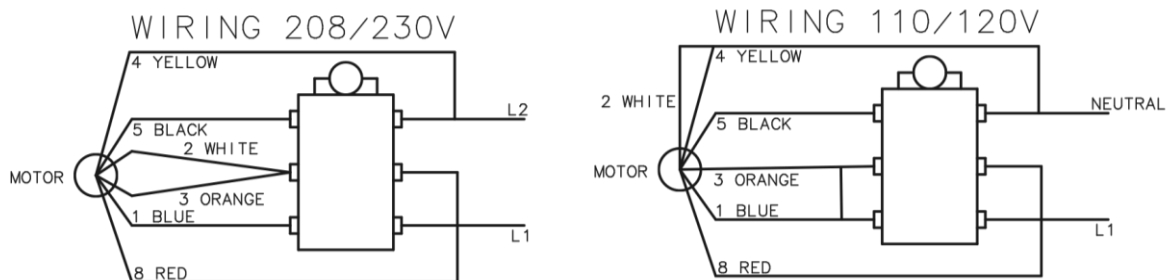 WIRING 208/230V
4 YELLOW
5 BLACK
2 WHITE
MOTOR
3 ORANGE
1 BLUE
8 RED
L2
L1
WIRING 110/120V
4 YELLOW
2 WHITE
5 BLACK
MOTOR
3 ORANGE
1 BLUE
8 RED
NEUTRAL
L1